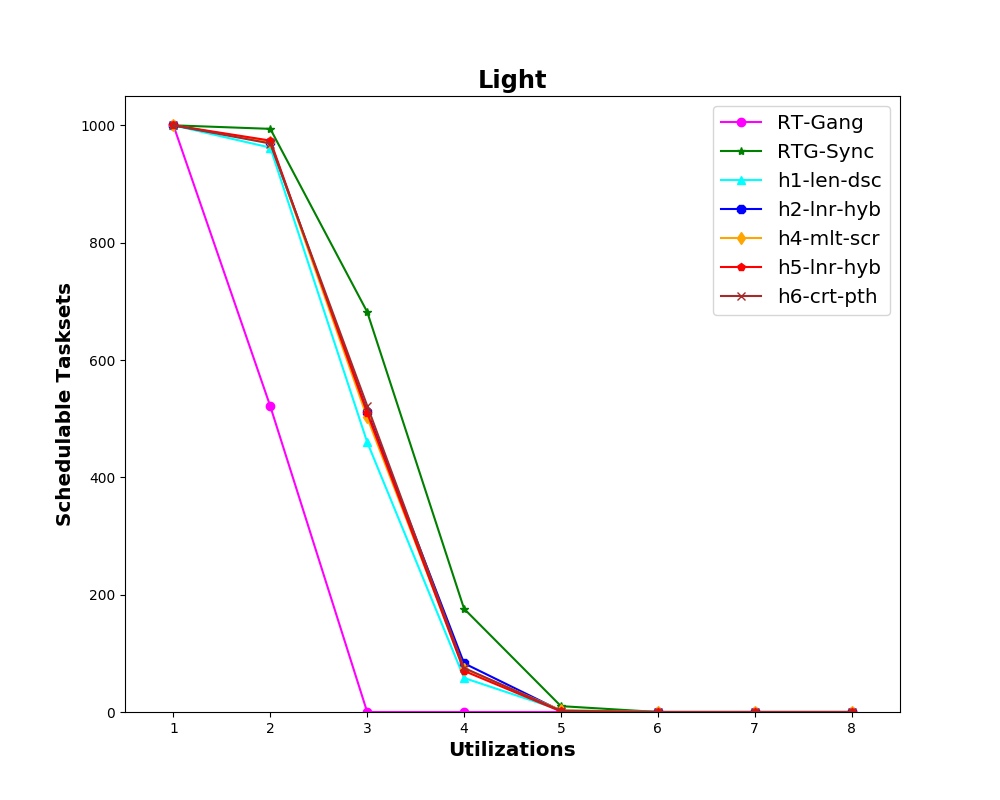 Light
Schedulable Tasksets
1000
800
600
400
200
0
RT-Gang
RTG-Sync
h1-len-dsc
h2-lnr-hyb
h4-mlt-scr
h5-lnr-hyb
h6-crt-pth
1 2 3 4 5 6 7 8
Utilizations